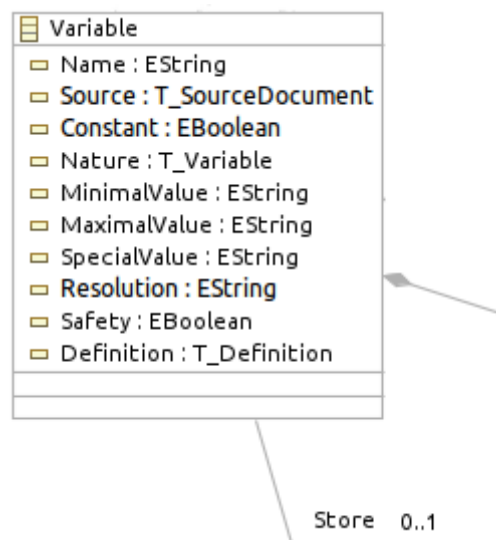 Variable
Name : EString
Source : T_SourceDocument
Constant : EBoolean
Nature : T_Variable
MinimalValue : EString
MaximalValue : EString
SpecialValue : EString
Resolution : EString
Safety : EBoolean
Definition : T_Definition
Store 0..1